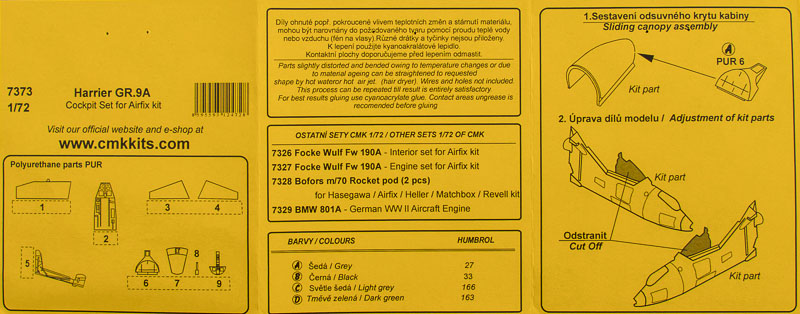 7373
1/72
Harrier GR.9A
Cockpit Set for Airfix kit
Visit our official website and e-shop at
www.cmkkits.com
Polyurethane parts PUR
1
2
3
4
5
6
7
8
9
Díly ohnuté popř. pokroucené vlivem teplotních změn a stárnutí materiálu,
mohou být narovnány do požadovaného tvaru pomocí proudu teplé vody
nebo vzduchu (fén na vlasy).Různé drátky a tyčinky nejsou přiloženy.
K lepení použijte kyanoakralátové lepidlo.
Kontaktní plochy doporučujeme před lepením odmastit.
Parts slightly distorted and bended owing to temperature changes or due
to material ageing can be straightened to requested
shape by hot wateror hot air jet. (hair dryer). Wires and holes not included.
This process can be repeated till result is entirely satisfactory.
For best results gluing use cyanoacrylate glue. Contact areas ungrease is
recomended before gluing
OSTATNÍ SETY CMK 1/72 / OTHER SETS 1/72 OF CMK
7326 Focke Wulf Fw 190A - Interior set for Airfix kit
7327 Focke Wulf Fw 190A - Engine set for Airfix kit
7328 Bofors m/70 Rocket pod (2 pcs)
for Hasegawa / Airfix / Heller / Matchbox / Revell kit
7329 BMW 801A - German WW II Aircraft Engine
BARVY / COLOURS HUMBROL
A Šedá / Grey 27
B Černá / Black 33
C Světle šedá / Light grey 166
D Tměvě zelená / Dark green 163
1.Sestavení odsuvného krytu kabiny
Sliding canopy assembly
A
PUR 6
Kit part
2. Úprava dílů modelu / Adjustment of kit parts
Kit part
Odstranit
Cut Off
Kit part